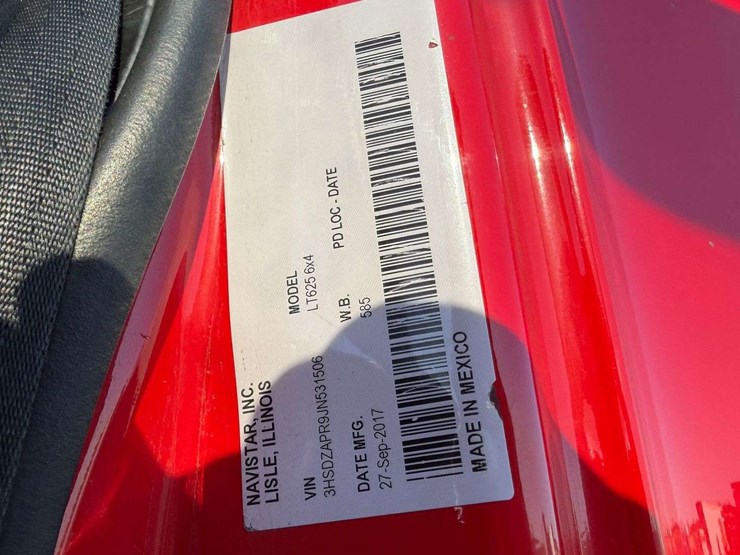 NAVISTAR, INC.
LISLE, ILLINOIS
MODEL
LT625 6x4
VIN
3HSDZAPR9JN531506
W.B.
585
PD LOC - DATE
DATE MFG.
27-Sep-2017
MADE IN MEXICO